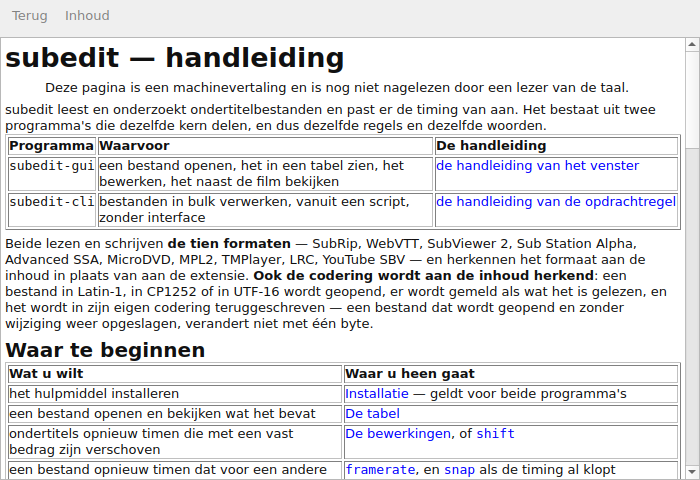 Terug Inhoud
subedit — handleiding
Deze pagina is een machinevertaling en is nog niet nagelezen door een lezer van de taal.
subedit leest en onderzoekt ondertitelbestanden en past er de timing van aan. Het bestaat uit twee
programma's die dezelfde kern delen, en dus dezelfde regels en dezelfde woorden.
Programma Waarvoor De handleiding
subedit-gui een bestand openen, het in een tabel zien, het de handleiding van het venster
bewerken, het naast de film bekijken
subedit-cli bestanden in bulk verwerken, vanuit een script, de handleiding van de opdrachtregel
zonder interface
Beide lezen en schrijven de tien formaten — SubRip, WebVTT, SubViewer 2, Sub Station Alpha,
Advanced SSA, MicroDVD, MPL2, TMPlayer, LRC, YouTube SBV — en herkennen het formaat aan de
inhoud in plaats van aan de extensie. Ook de codering wordt aan de inhoud herkend: een
bestand in Latin-1, in CP1252 of in UTF-16 wordt geopend, er wordt gemeld als wat het is gelezen, en
het wordt in zijn eigen codering teruggeschreven — een bestand dat wordt geopend en zonder
wijziging weer opgeslagen, verandert niet met één byte.
Waar te beginnen
Wat u wilt Waar u heen gaat
het hulpmiddel installeren Installatie — geldt voor beide programma's
een bestand openen en bekijken wat het bevat De tabel
ondertitels opnieuw timen die met een vast De bewerkingen, of shift
bedrag zijn verschoven
een bestand opnieuw timen dat voor een andere framerate, en snap als de timing al klopt